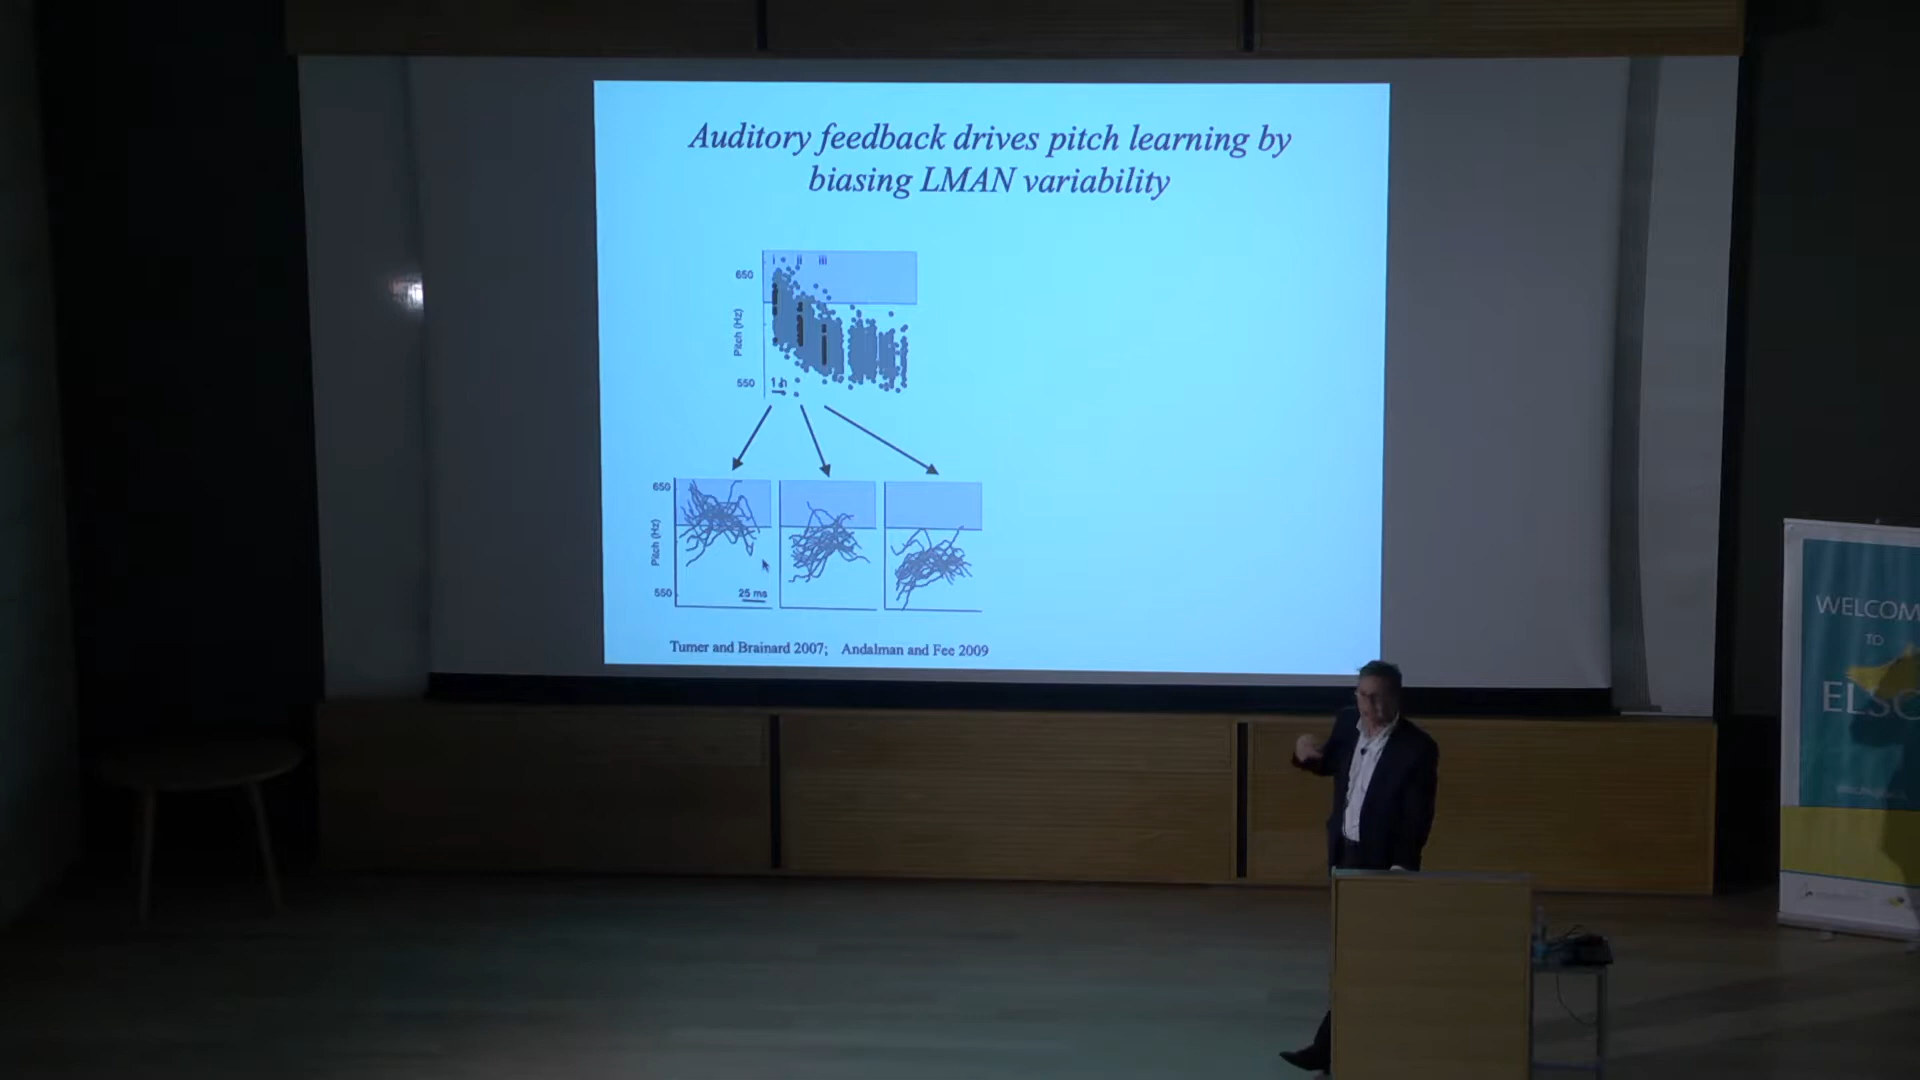 Auditory feedback drives pitch learning by
biasing LMAN variability
i ii iii
650
Pitch (Hz)
550
1 h
650
Pitch (Hz)
550
25 ms
Tumer and Brainard 2007; Andalman and Fee 2009
WELCOM
TO
ELSC